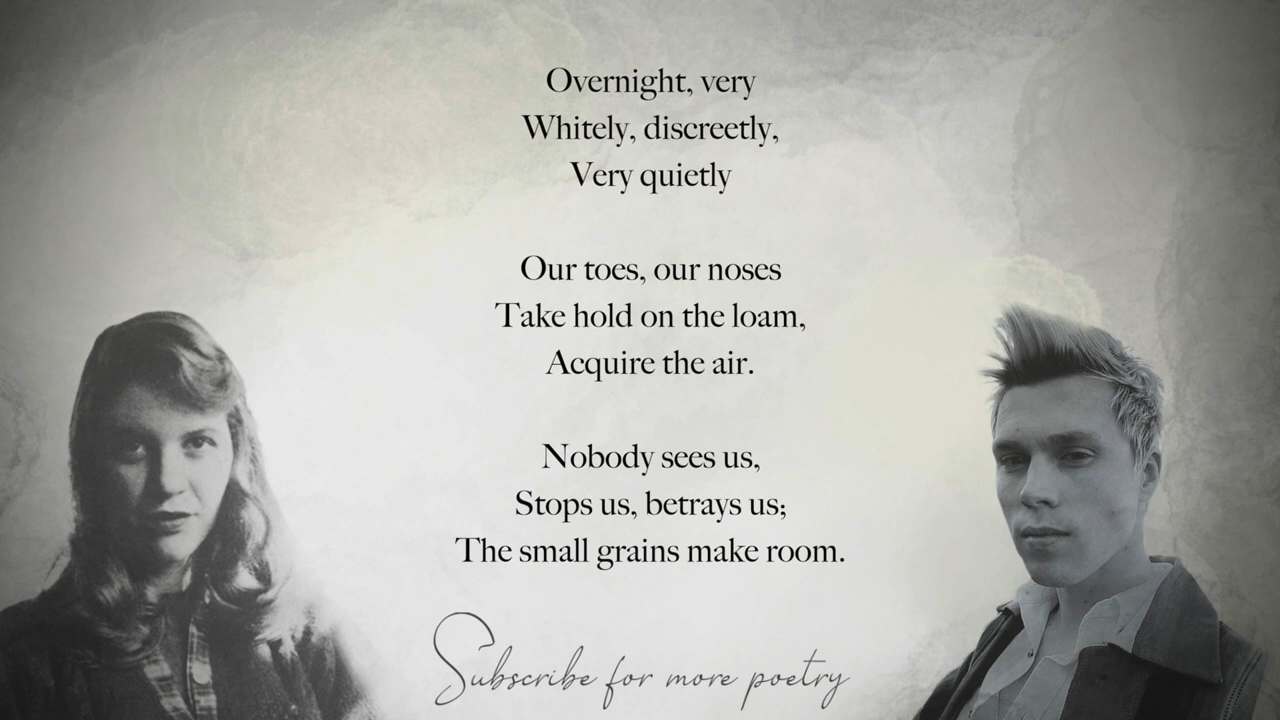 Overnight, very
Whitely, discreetly,
Very quietly
Our toes, our noses
Take hold on the loam,
Acquire the air.
Nobody sees us,
Stops us, betrays us;
The small grains make room.
Subscribe for more poetry